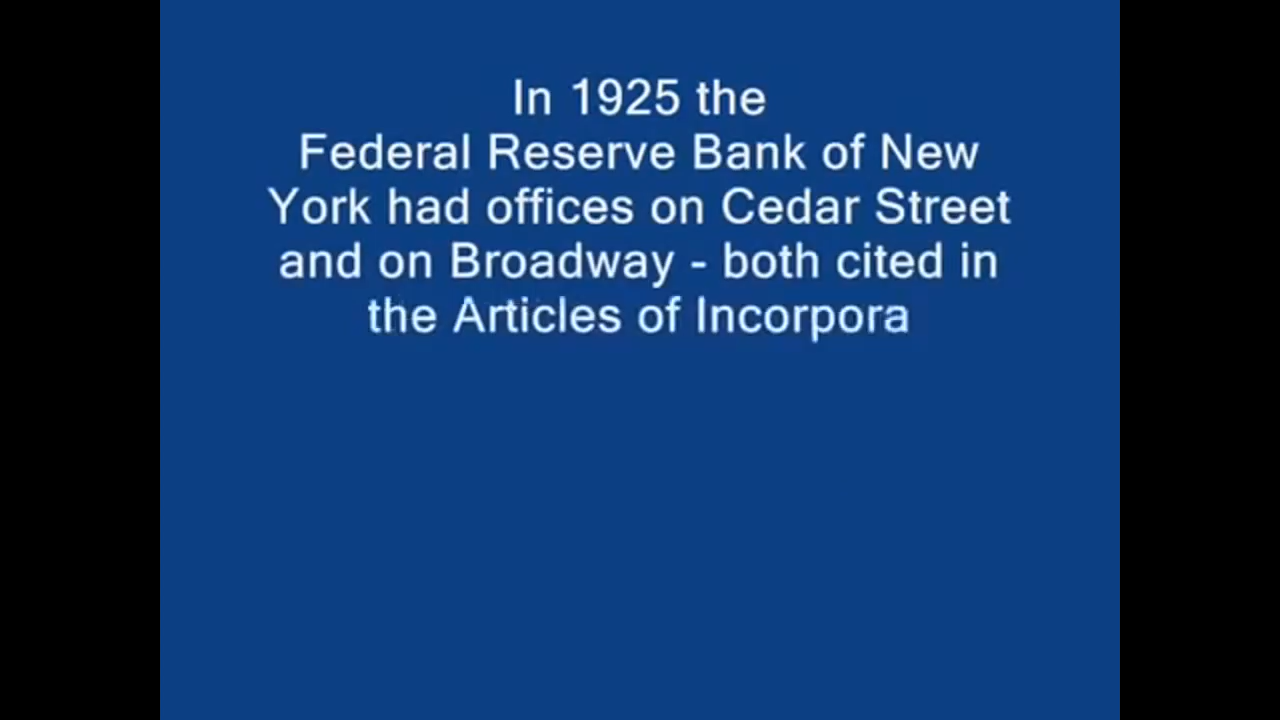 In 1925 the
Federal Reserve Bank of New
York had offices on Cedar Street
and on Broadway - both cited in
the Articles of Incorpora